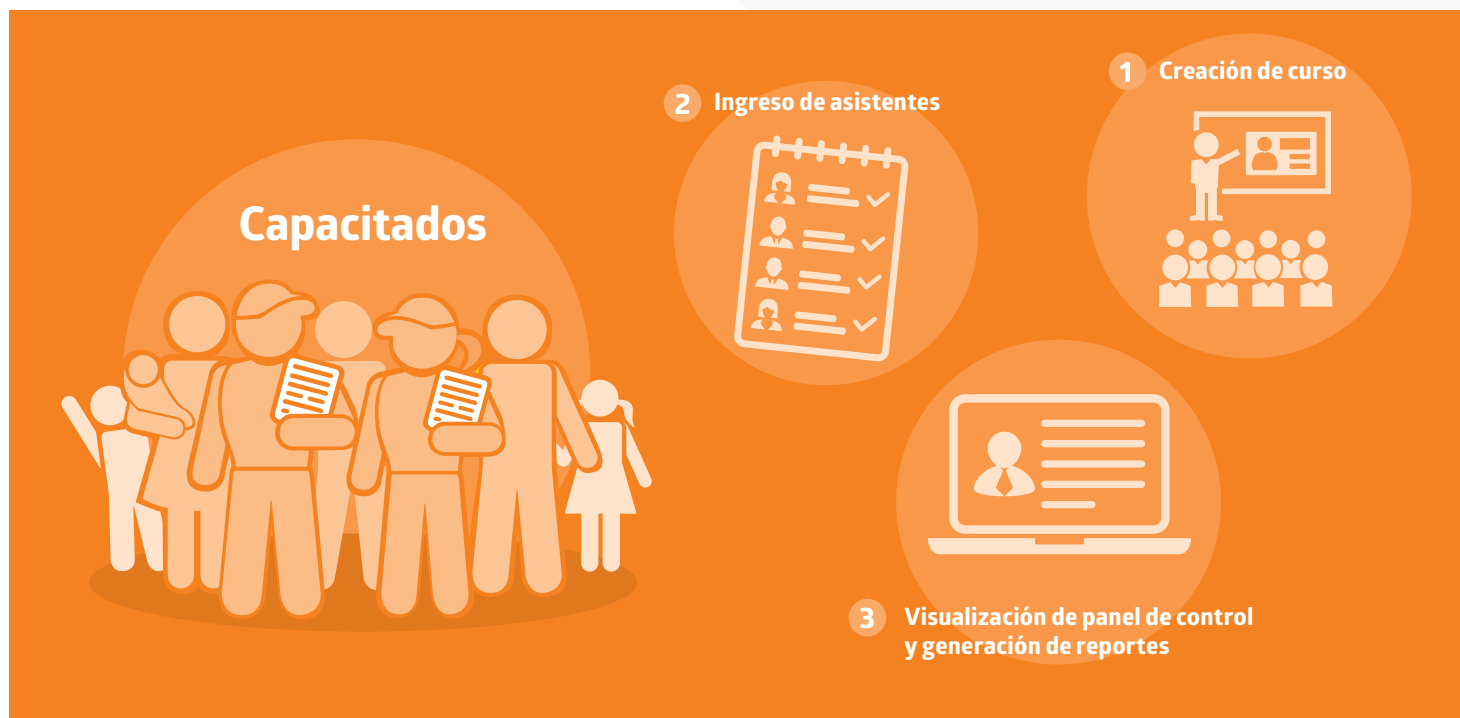 Capacitados
1 Creación de curso
2 Ingreso de asistentes
3 Visualización de panel de control
y generación de reportes